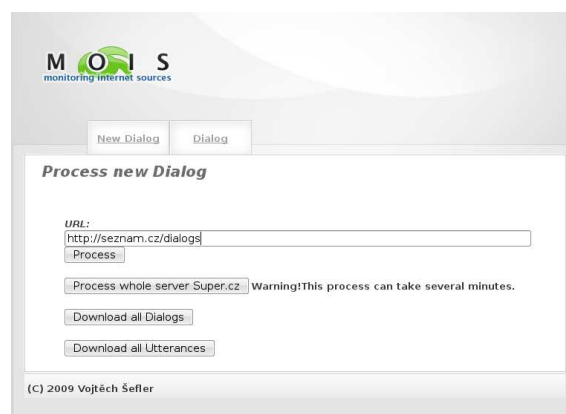 M O I S
monitoring internet sources
New Dialog Dialog
Process new Dialog
URL:
http://seznam.cz/dialogs
Process
Process whole server Super.cz Warning!This process can take several minutes.
Download all Dialogs
Download all Utterances
(C) 2009 Vojtěch Šefler